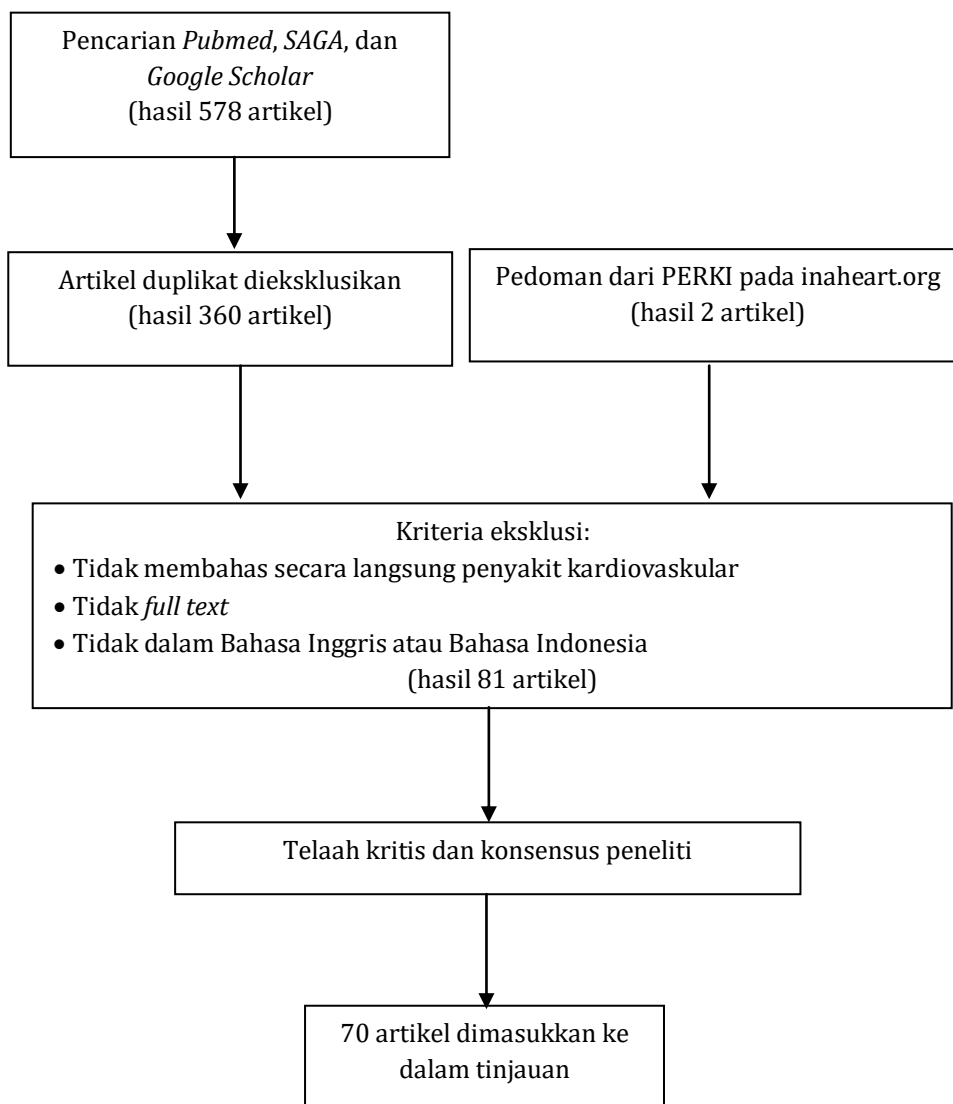 Pencarian Pubmed, SAGA, dan
Google Scholar
(hasil 578 artikel)
Artikel duplikat dieksklusikan
(hasil 360 artikel)
Pedoman dari PERKI pada inaheart.org
(hasil 2 artikel)
Kriteria eksklusi:
• Tidak membahas secara langsung penyakit kardiovaskular
• Tidak full text
• Tidak dalam Bahasa Inggris atau Bahasa Indonesia
(hasil 81 artikel)
Telaah kritis dan konsensus peneliti
70 artikel dimasukkan ke
dalam tinjauan